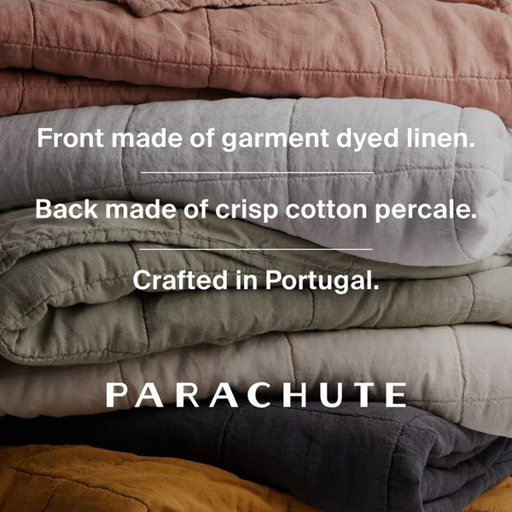 Front made of garment dyed linen.
Back made of crisp cotton percale.
Crafted in Portugal.
PARACHUTE